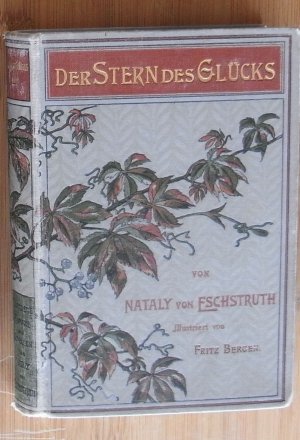 DER STERN DES GLÜCKS
VON
NATALY VON ESCHSTRUTH
Illustriert von
FRITZ BERGEN.